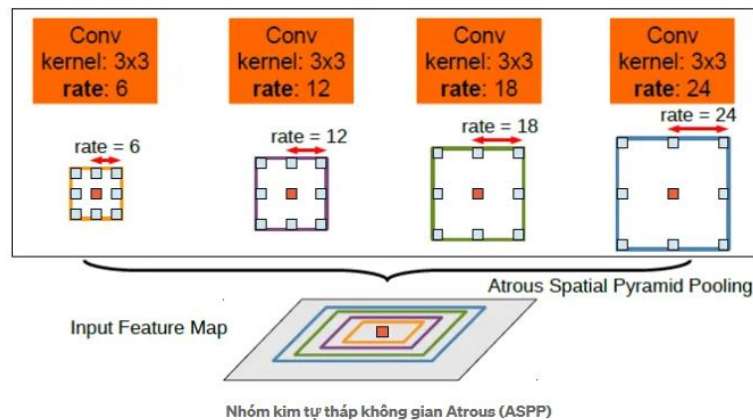 Conv
kernel: 3x3
rate: 6
Conv
kernel: 3x3
rate: 12
Conv
kernel: 3x3
rate: 18
Conv
kernel: 3x3
rate: 24
rate = 6
rate = 12
rate = 18
rate = 24
Atrous Spatial Pyramid Pooling
Input Feature Map
Nhóm kim tự tháp không gian Atrous (ASPP)